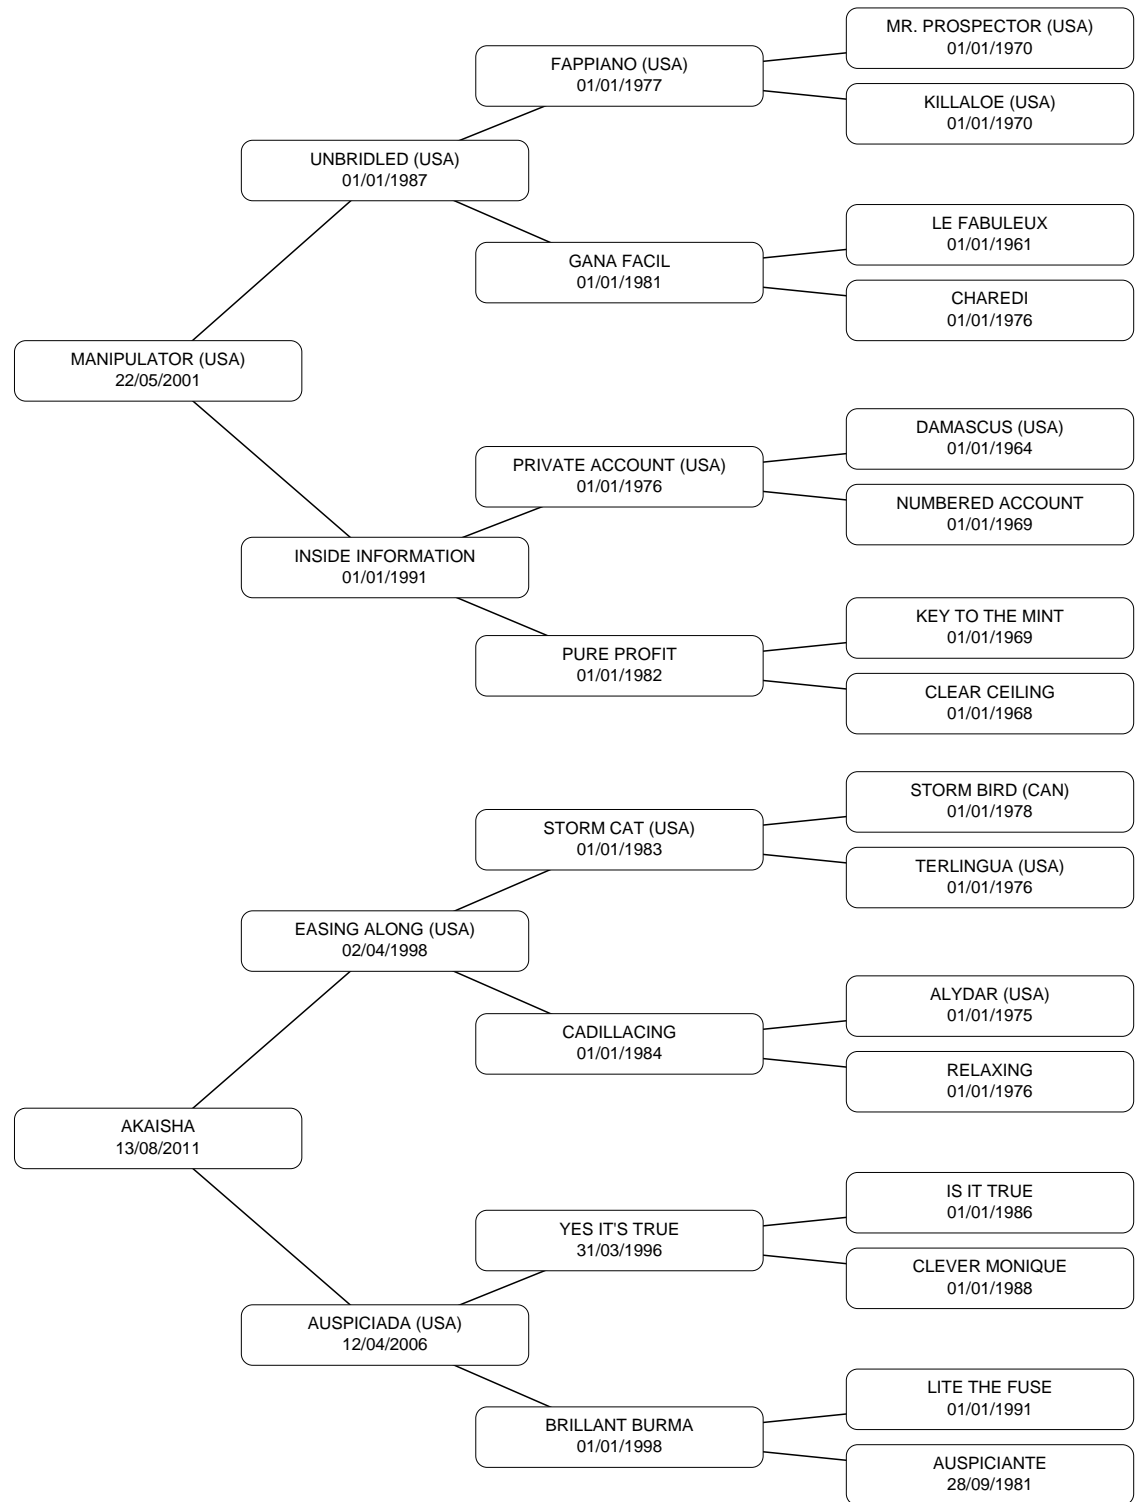 MR. PROSPECTOR (USA)
01/01/1970
FAPPIANO (USA)
01/01/1977
KILLALOE (USA)
01/01/1970
UNBRIDLED (USA)
01/01/1987
LE FABULEUX
01/01/1961
GANA FACIL
01/01/1981
CHAREDI
01/01/1976
MANIPULATOR (USA)
22/05/2001
DAMASCUS (USA)
01/01/1964
PRIVATE ACCOUNT (USA)
01/01/1976
NUMBERED ACCOUNT
01/01/1969
INSIDE INFORMATION
01/01/1991
KEY TO THE MINT
01/01/1969
PURE PROFIT
01/01/1982
CLEAR CEILING
01/01/1968
STORM BIRD (CAN)
01/01/1978
STORM CAT (USA)
01/01/1983
TERLINGUA (USA)
01/01/1976
EASING ALONG (USA)
02/04/1998
ALYDAR (USA)
01/01/1975
CADILLACING
01/01/1984
RELAXING
01/01/1976
AKAISHA
13/08/2011
IS IT TRUE
01/01/1986
YES IT'S TRUE
31/03/1996
CLEVER MONIQUE
01/01/1988
AUSPICIADA (USA)
12/04/2006
LITE THE FUSE
01/01/1991
BRILLANT BURMA
01/01/1998
AUSPICIANTE
28/09/1981